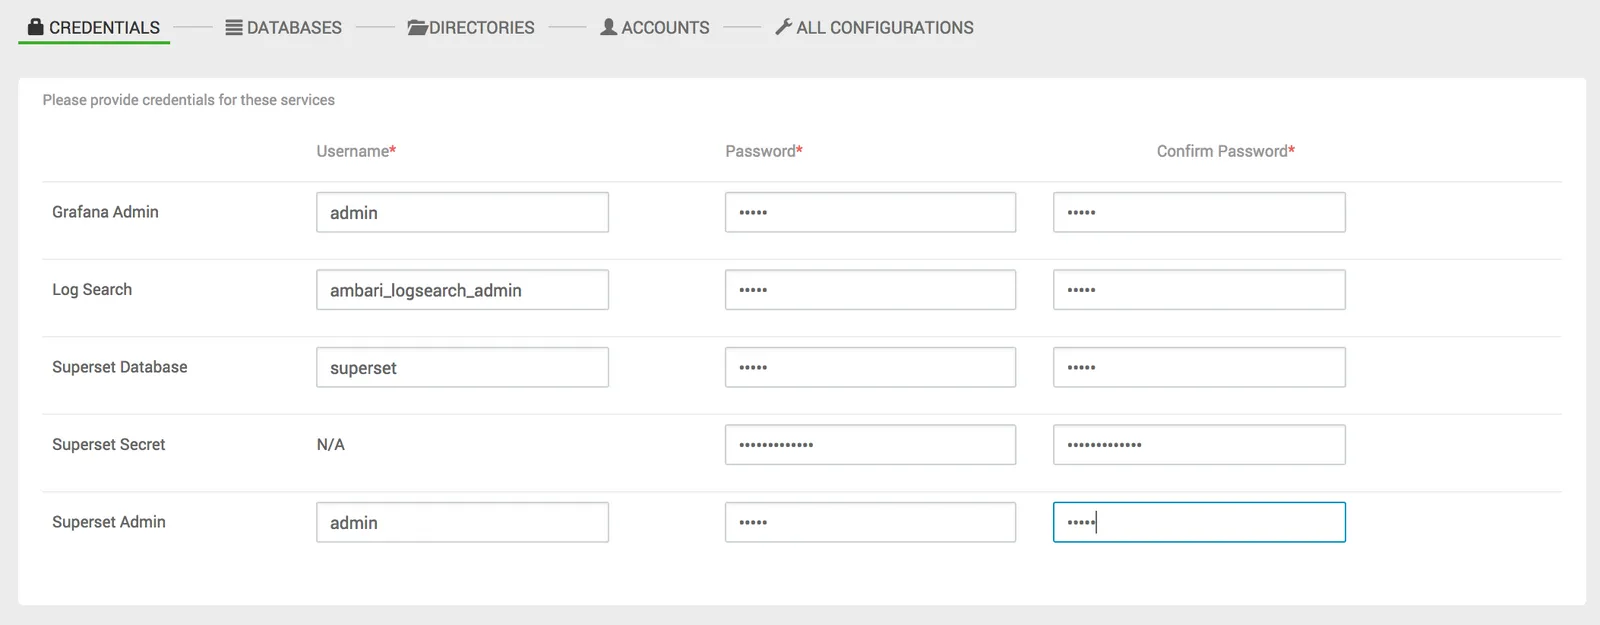 CREDENTIALS DATABASES DIRECTORIES ACCOUNTS ALL CONFIGURATIONS
Please provide credentials for these services
Username* Password* Confirm Password*
Grafana Admin admin ••••• •••••
Log Search ambari_logsearch_admin ••••• •••••
Superset Database superset ••••• •••••
Superset Secret N/A ••••••••••••• •••••••••••••
Superset Admin admin ••••• •••••